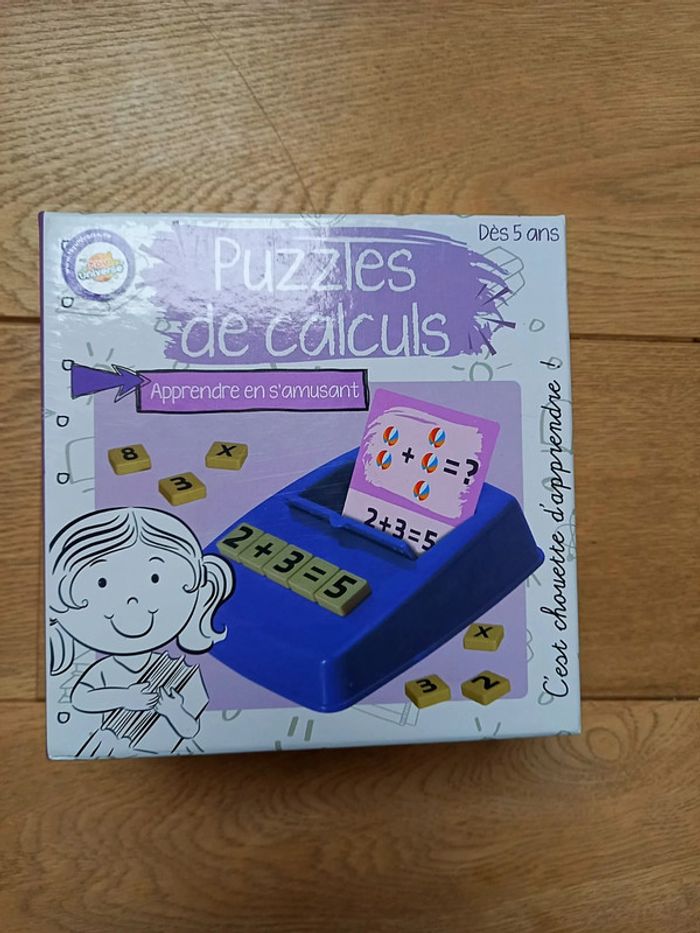 Dès 5 ans
Puzzles
de calculs
Universe
Apprendre en s'amusant
+ = ?
2+3=5
8
x
3
2+3=5
x
3
2
C'est chouette d'apprendre !